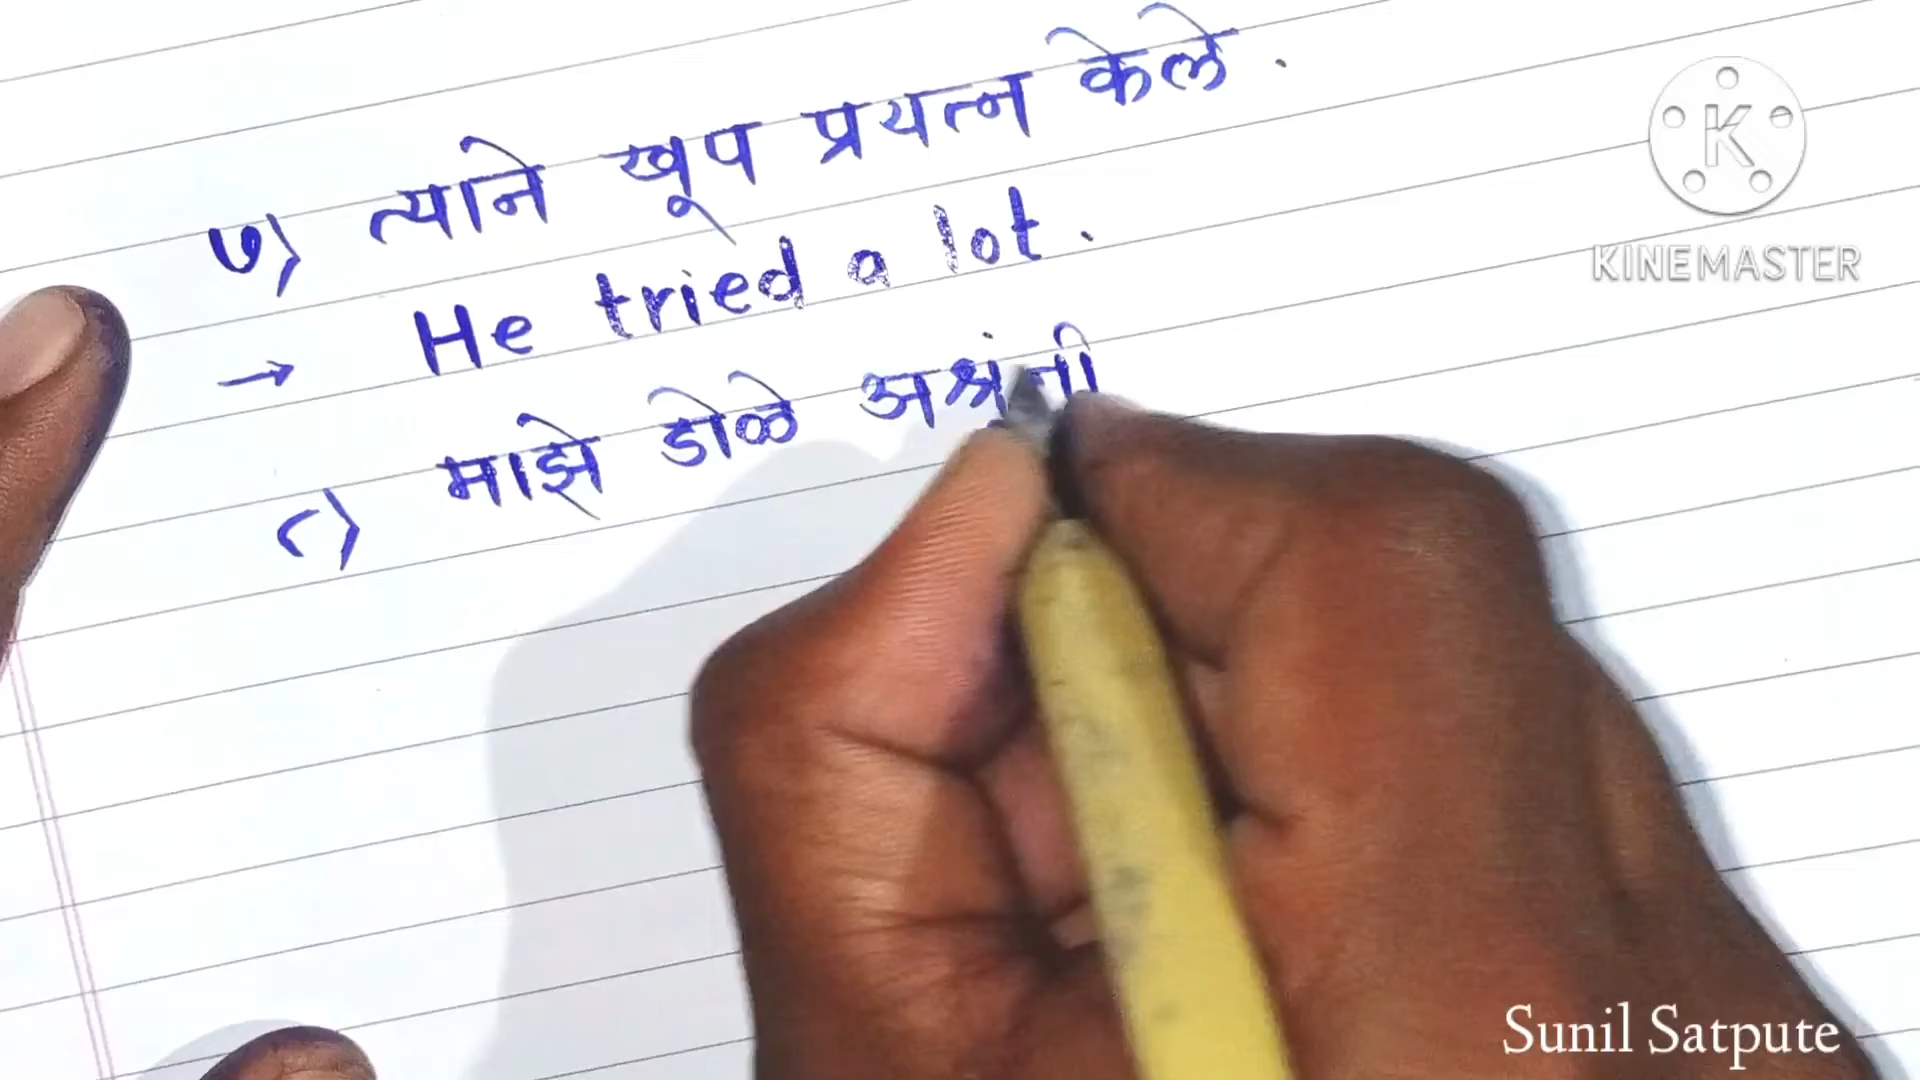 ७) त्याने खूप प्रयत्न केले.
→ He tried a lot.
८) माझे डोळे अश्रूंनी
KINEMASTER
Sunil Satpute